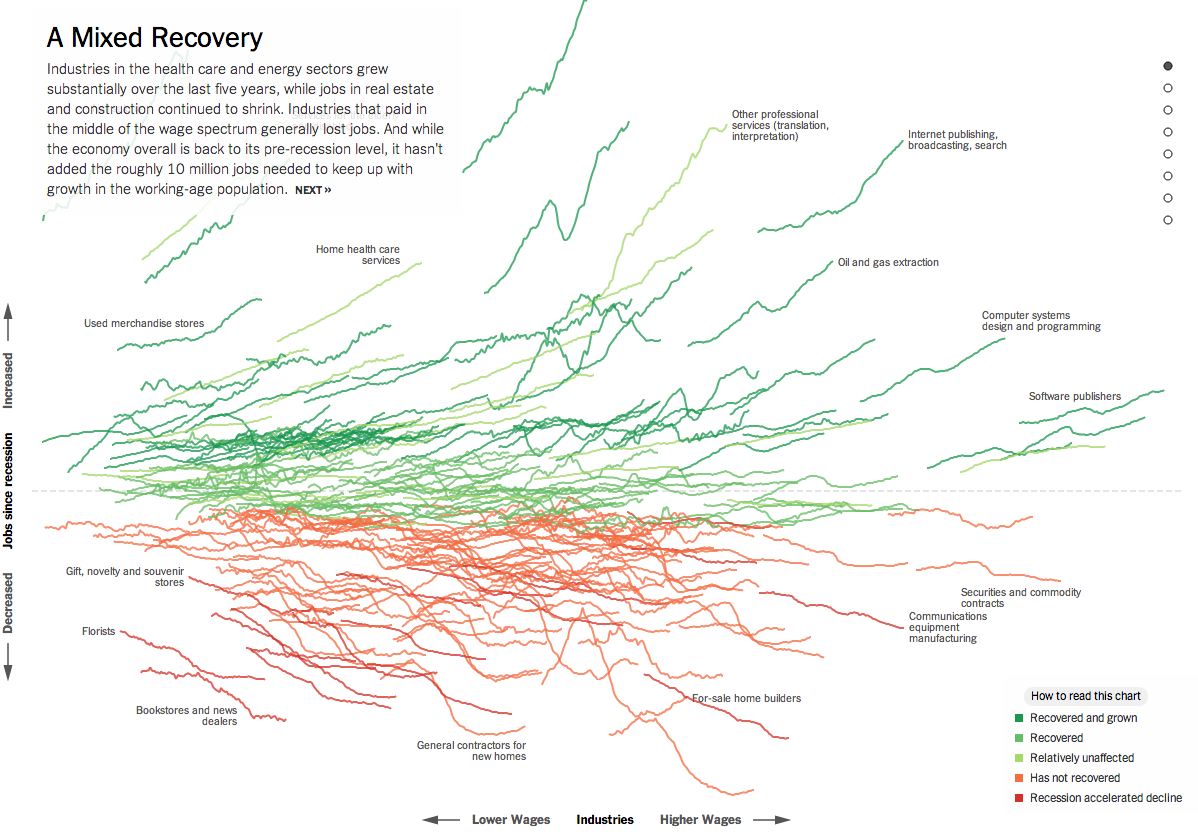 A Mixed Recovery
Industries in the health care and energy sectors grew
substantially over the last five years, while jobs in real estate
and construction continued to shrink. Industries that paid in
the middle of the wage spectrum generally lost jobs. And while
the economy overall is back to its pre-recession level, it hasn't
added the roughly 10 million jobs needed to keep up with
growth in the working-age population. NEXT »
Other professional
services (translation,
interpretation)
Internet publishing,
broadcasting, search
Home health care
services
Oil and gas extraction
Used merchandise stores
Computer systems
design and programming
Software publishers
Increased
Jobs since recession
Decreased
Gift, novelty and souvenir
stores
Securities and commodity
contracts
Communications
equipment
manufacturing
Florists
For-sale home builders
Bookstores and news
dealers
General contractors for
new homes
How to read this chart
Recovered and grown
Recovered
Relatively unaffected
Has not recovered
Recession accelerated decline
Lower Wages Industries Higher Wages